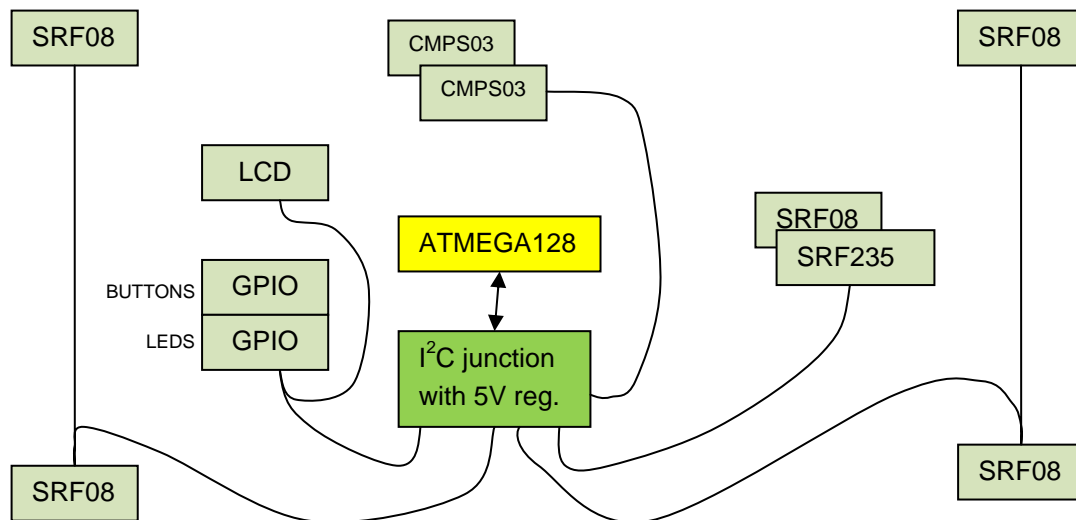 SRF08
CMPS03
SRF08
CMPS03
LCD
SRF08
ATMEGA128
SRF235
BUTTONS
GPIO
LEDS
GPIO
I²C junction
with 5V reg.
SRF08
SRF08